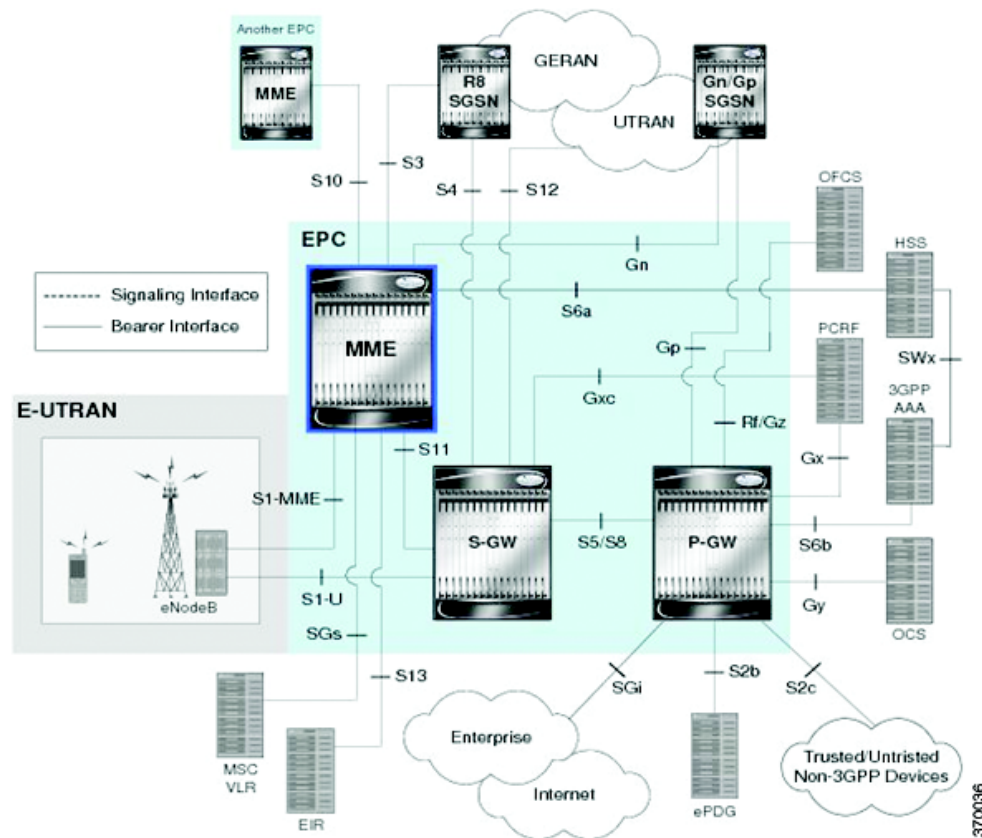 Another EPC
MME
R8
SGSN
GERAN
UTRAN
Gn/Gp
SGSN
S10
S3
S4
S12
OFCS
EPC
Gn
HSS
Signaling Interface
Bearer Interface
MME
S6a
PCRF
Gp
SWx
Gxc
3GPP
AAA
E-UTRAN
Rf/Gz
S11
Gx
S1-MME
S-GW
S5/S8
P-GW
S6b
eNodeB
S1-U
Gy
OCS
SGs
S13
SGi
S2b
S2c
MSC
VLR
EIR
Enterprise
Internet
ePDG
Trusted/Untristed
Non-3GPP Devices
370036